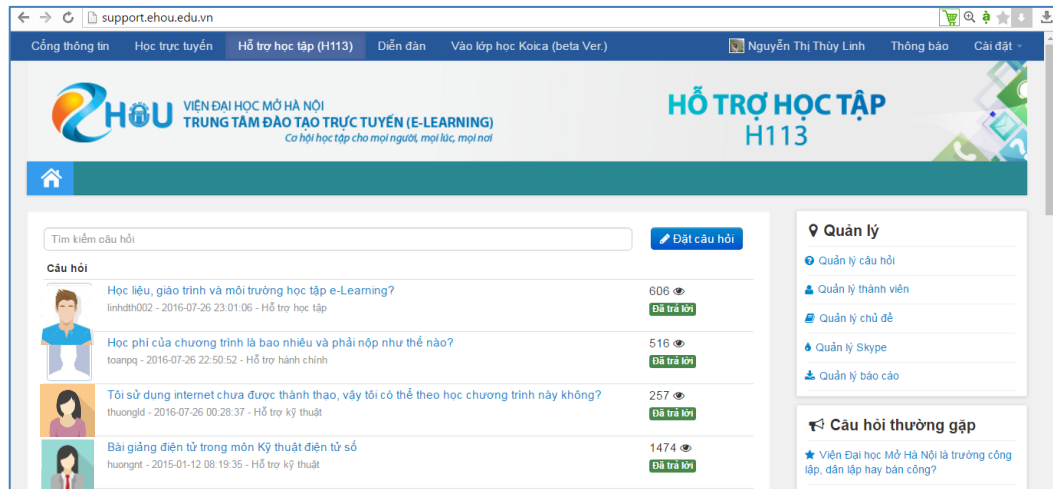 support.ehou.edu.vn
Cổng thông tin Học trực tuyến Hỗ trợ học tập (H113) Diễn đàn Vào lớp học Koica (beta Ver.) Nguyễn Thị Thùy Linh Thông báo Cài đặt
EHOU
VIỆN ĐẠI HỌC MỞ HÀ NỘI
TRUNG TÂM ĐÀO TẠO TRỰC TUYẾN (E-LEARNING)
Cơ hội học tập cho mọi người, mọi lúc, mọi nơi
HỖ TRỢ HỌC TẬP
H113
Tìm kiếm câu hỏi
Đặt câu hỏi
Câu hỏi
Học liệu, giáo trình và môi trường học tập e-Learning?
linhdth002 - 2016-07-26 23:01:06 - Hỗ trợ học tập
606
Đã trả lời
Học phí của chương trình là bao nhiêu và phải nộp như thế nào?
toanpq - 2016-07-26 22:50:52 - Hỗ trợ hành chính
516
Đã trả lời
Tôi sử dụng internet chưa được thành thạo, vậy tôi có thể theo học chương trình này không?
thuongld - 2016-07-26 00:28:37 - Hỗ trợ kỹ thuật
257
Đã trả lời
Bài giảng điện tử trong môn Kỹ thuật điện tử số
huongnt - 2015-01-12 08:19:35 - Hỗ trợ kỹ thuật
1474
Đã trả lời
Quản lý
Quản lý câu hỏi
Quản lý thành viên
Quản lý chủ đề
Quản lý Skype
Quản lý báo cáo
Câu hỏi thường gặp
Viện Đại học Mở Hà Nội là trường công
lập, dân lập hay bán công?